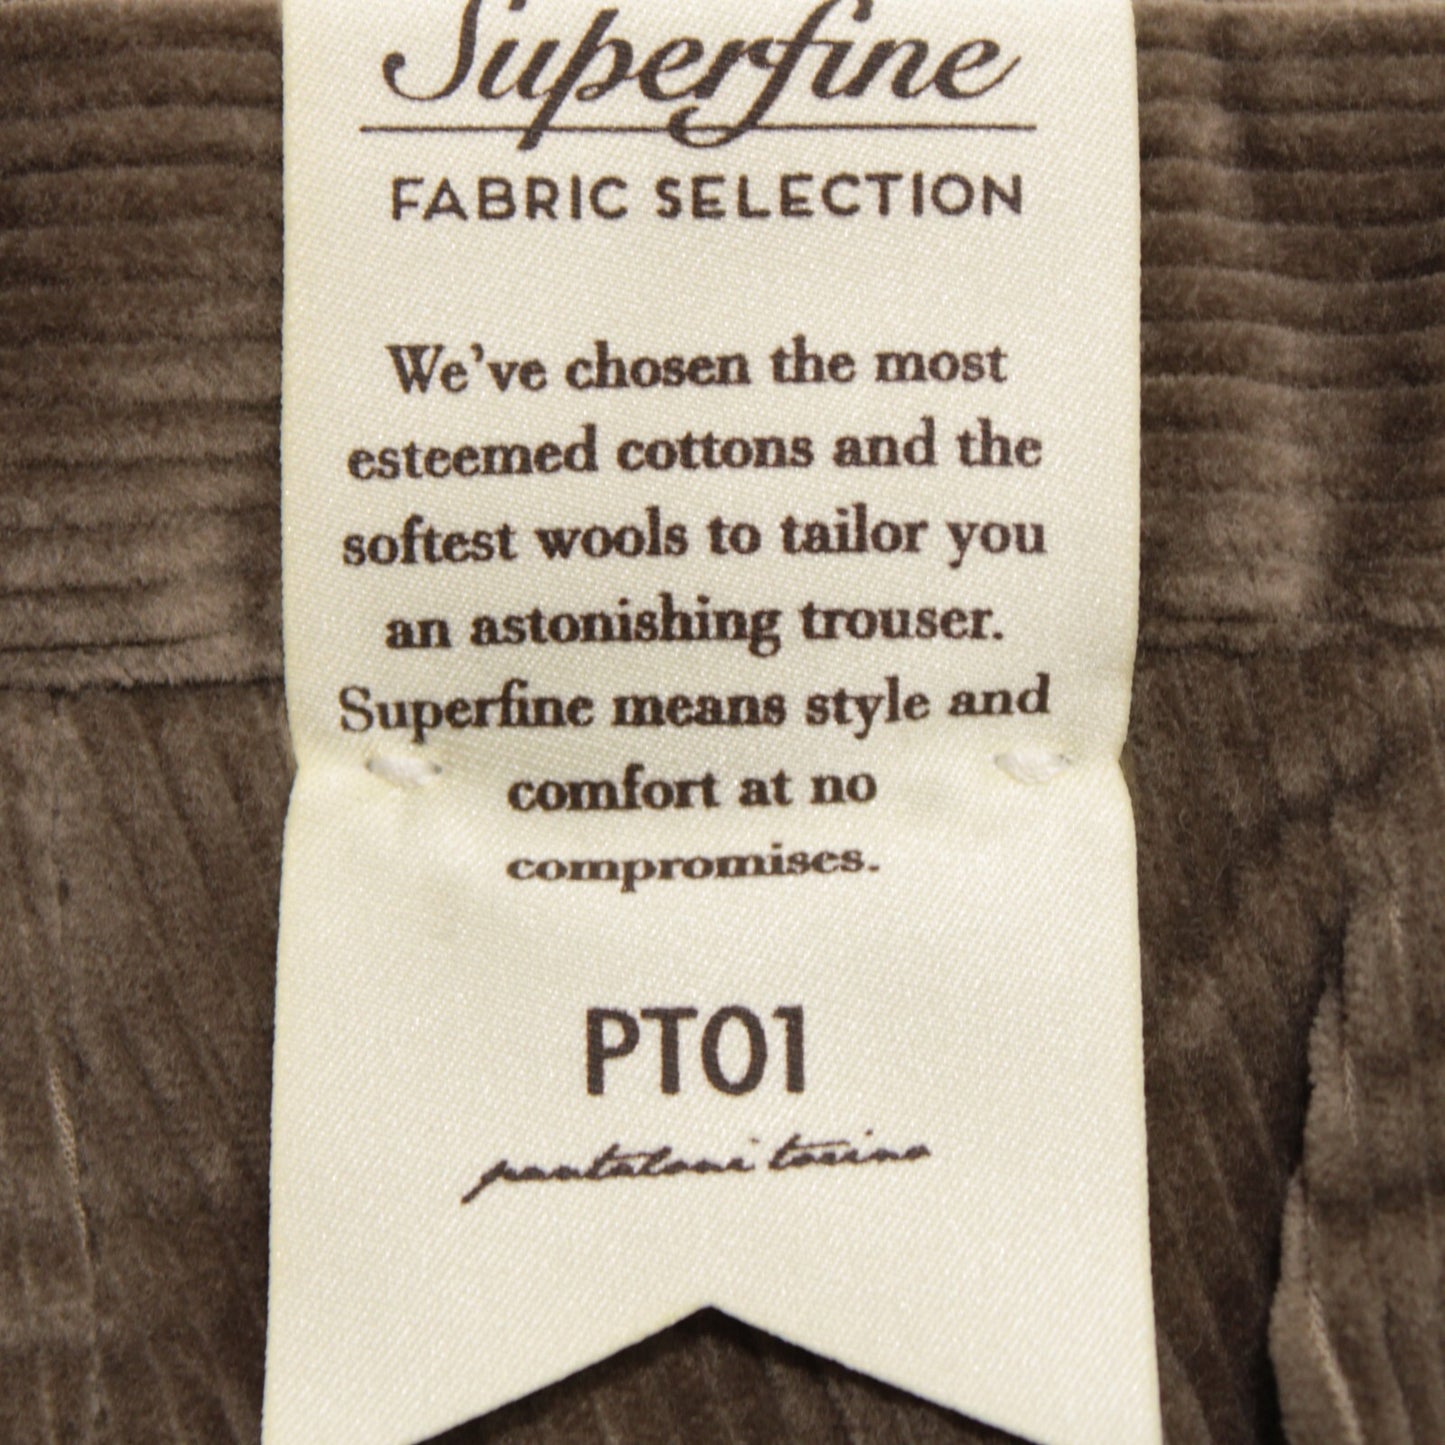 Superfine
FABRIC SELECTION
We've chosen the most
esteemed cottons and the
softest wools to tailor you
an astonishing trouser.
Superfine means style and
comfort at no
compromises.
PT01
pantaloni torino